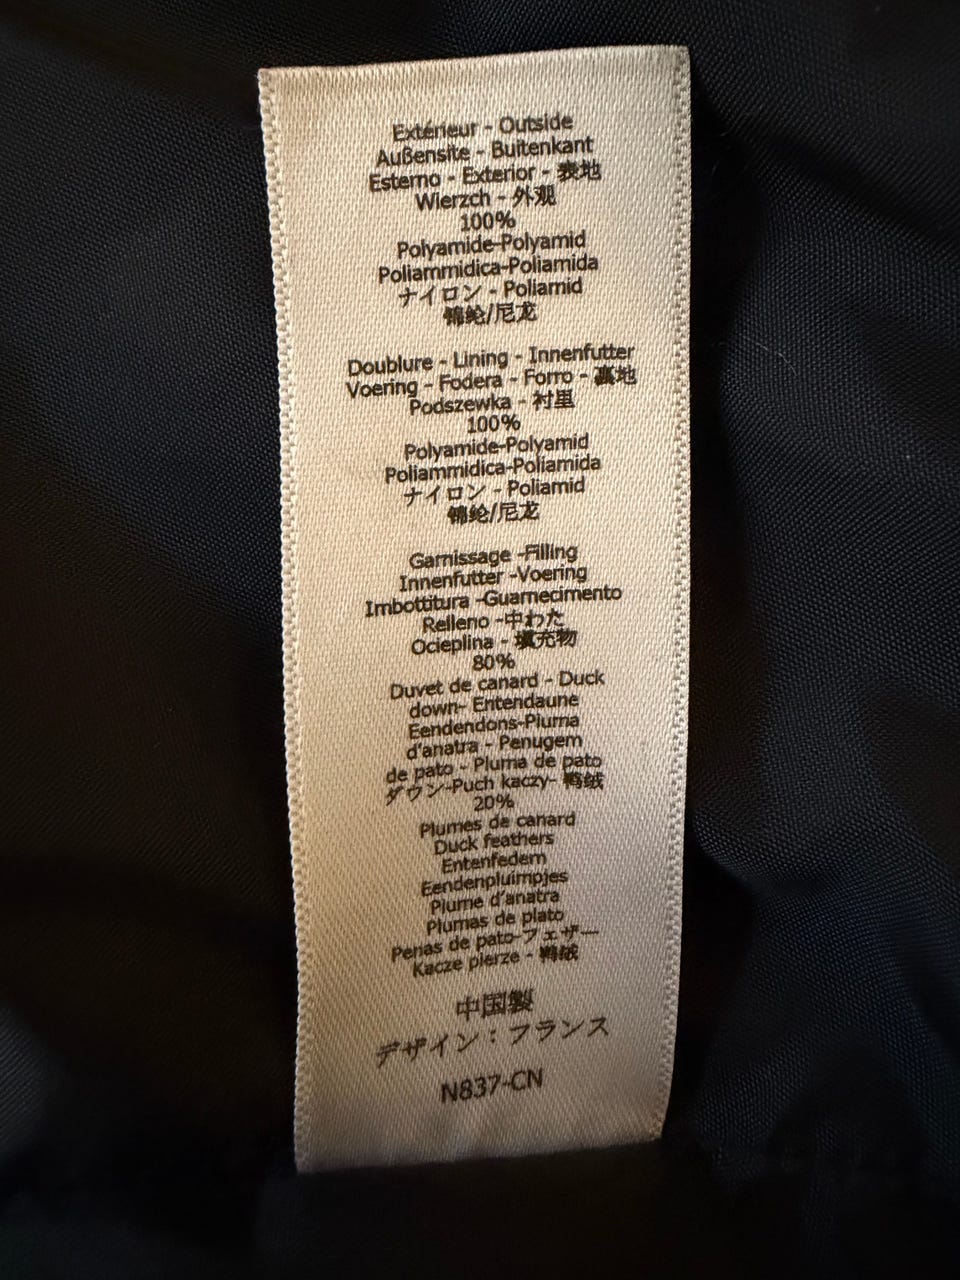 Extérieur - Outside
Außensite - Buitenkant
Esterno - Exterior - 表地
Wierzch - 外观
100%
Polyamide-Polyamid
Poliammidica-Poliamida
ナイロン - Poliamid
锦纶/尼龙
Doublure - Lining - Innenfutter
Voering - Fodera - Forro - 裏地
Podszewka - 衬里
100%
Polyamide-Polyamid
Poliammidica-Poliamida
ナイロン - Poliamid
锦纶/尼龙
Garnissage -Filling
Innenfutter -Voering
Imbottitura -Guarnecimento
Relleno -中わた
Ocieplina - 填充物
80%
Duvet de canard - Duck
down- Entendaune
Eendendons-Piuma
d'anatra - Penugem
de pato - Pluma de pato
ダウン-Puch kaczy- 鸭绒
20%
Plumes de canard
Duck feathers
Entenfedern
Eendenpluimpjes
Piume d'anatra
Plumas de plato
Penas de pato-フェザー
Kacze pierze - 鸭绒
中国製
デザイン：フランス
N837-CN